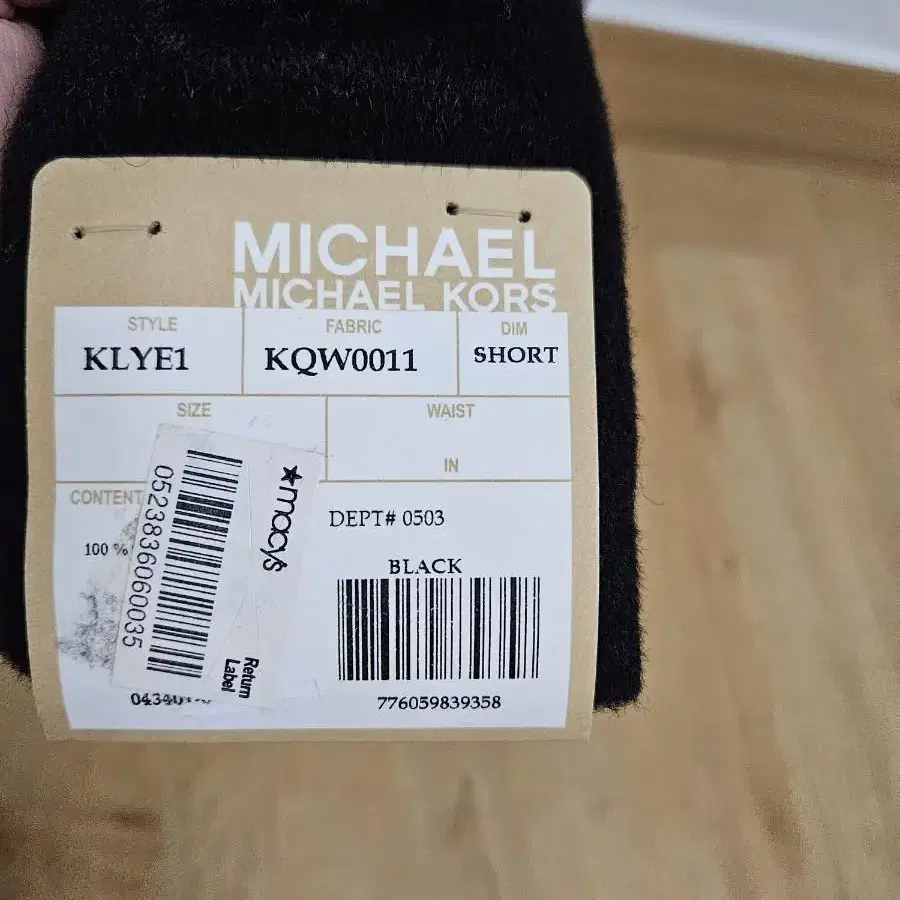 MICHAEL
MICHAEL KORS
STYLE
FABRIC
DIM
KLYE1
KQW0011
SHORT
SIZE
WAIST
IN
CONTENT
100 %
DEPT# 0503
BLACK
776059839358
★macy's
052383606003​5
Return
Label